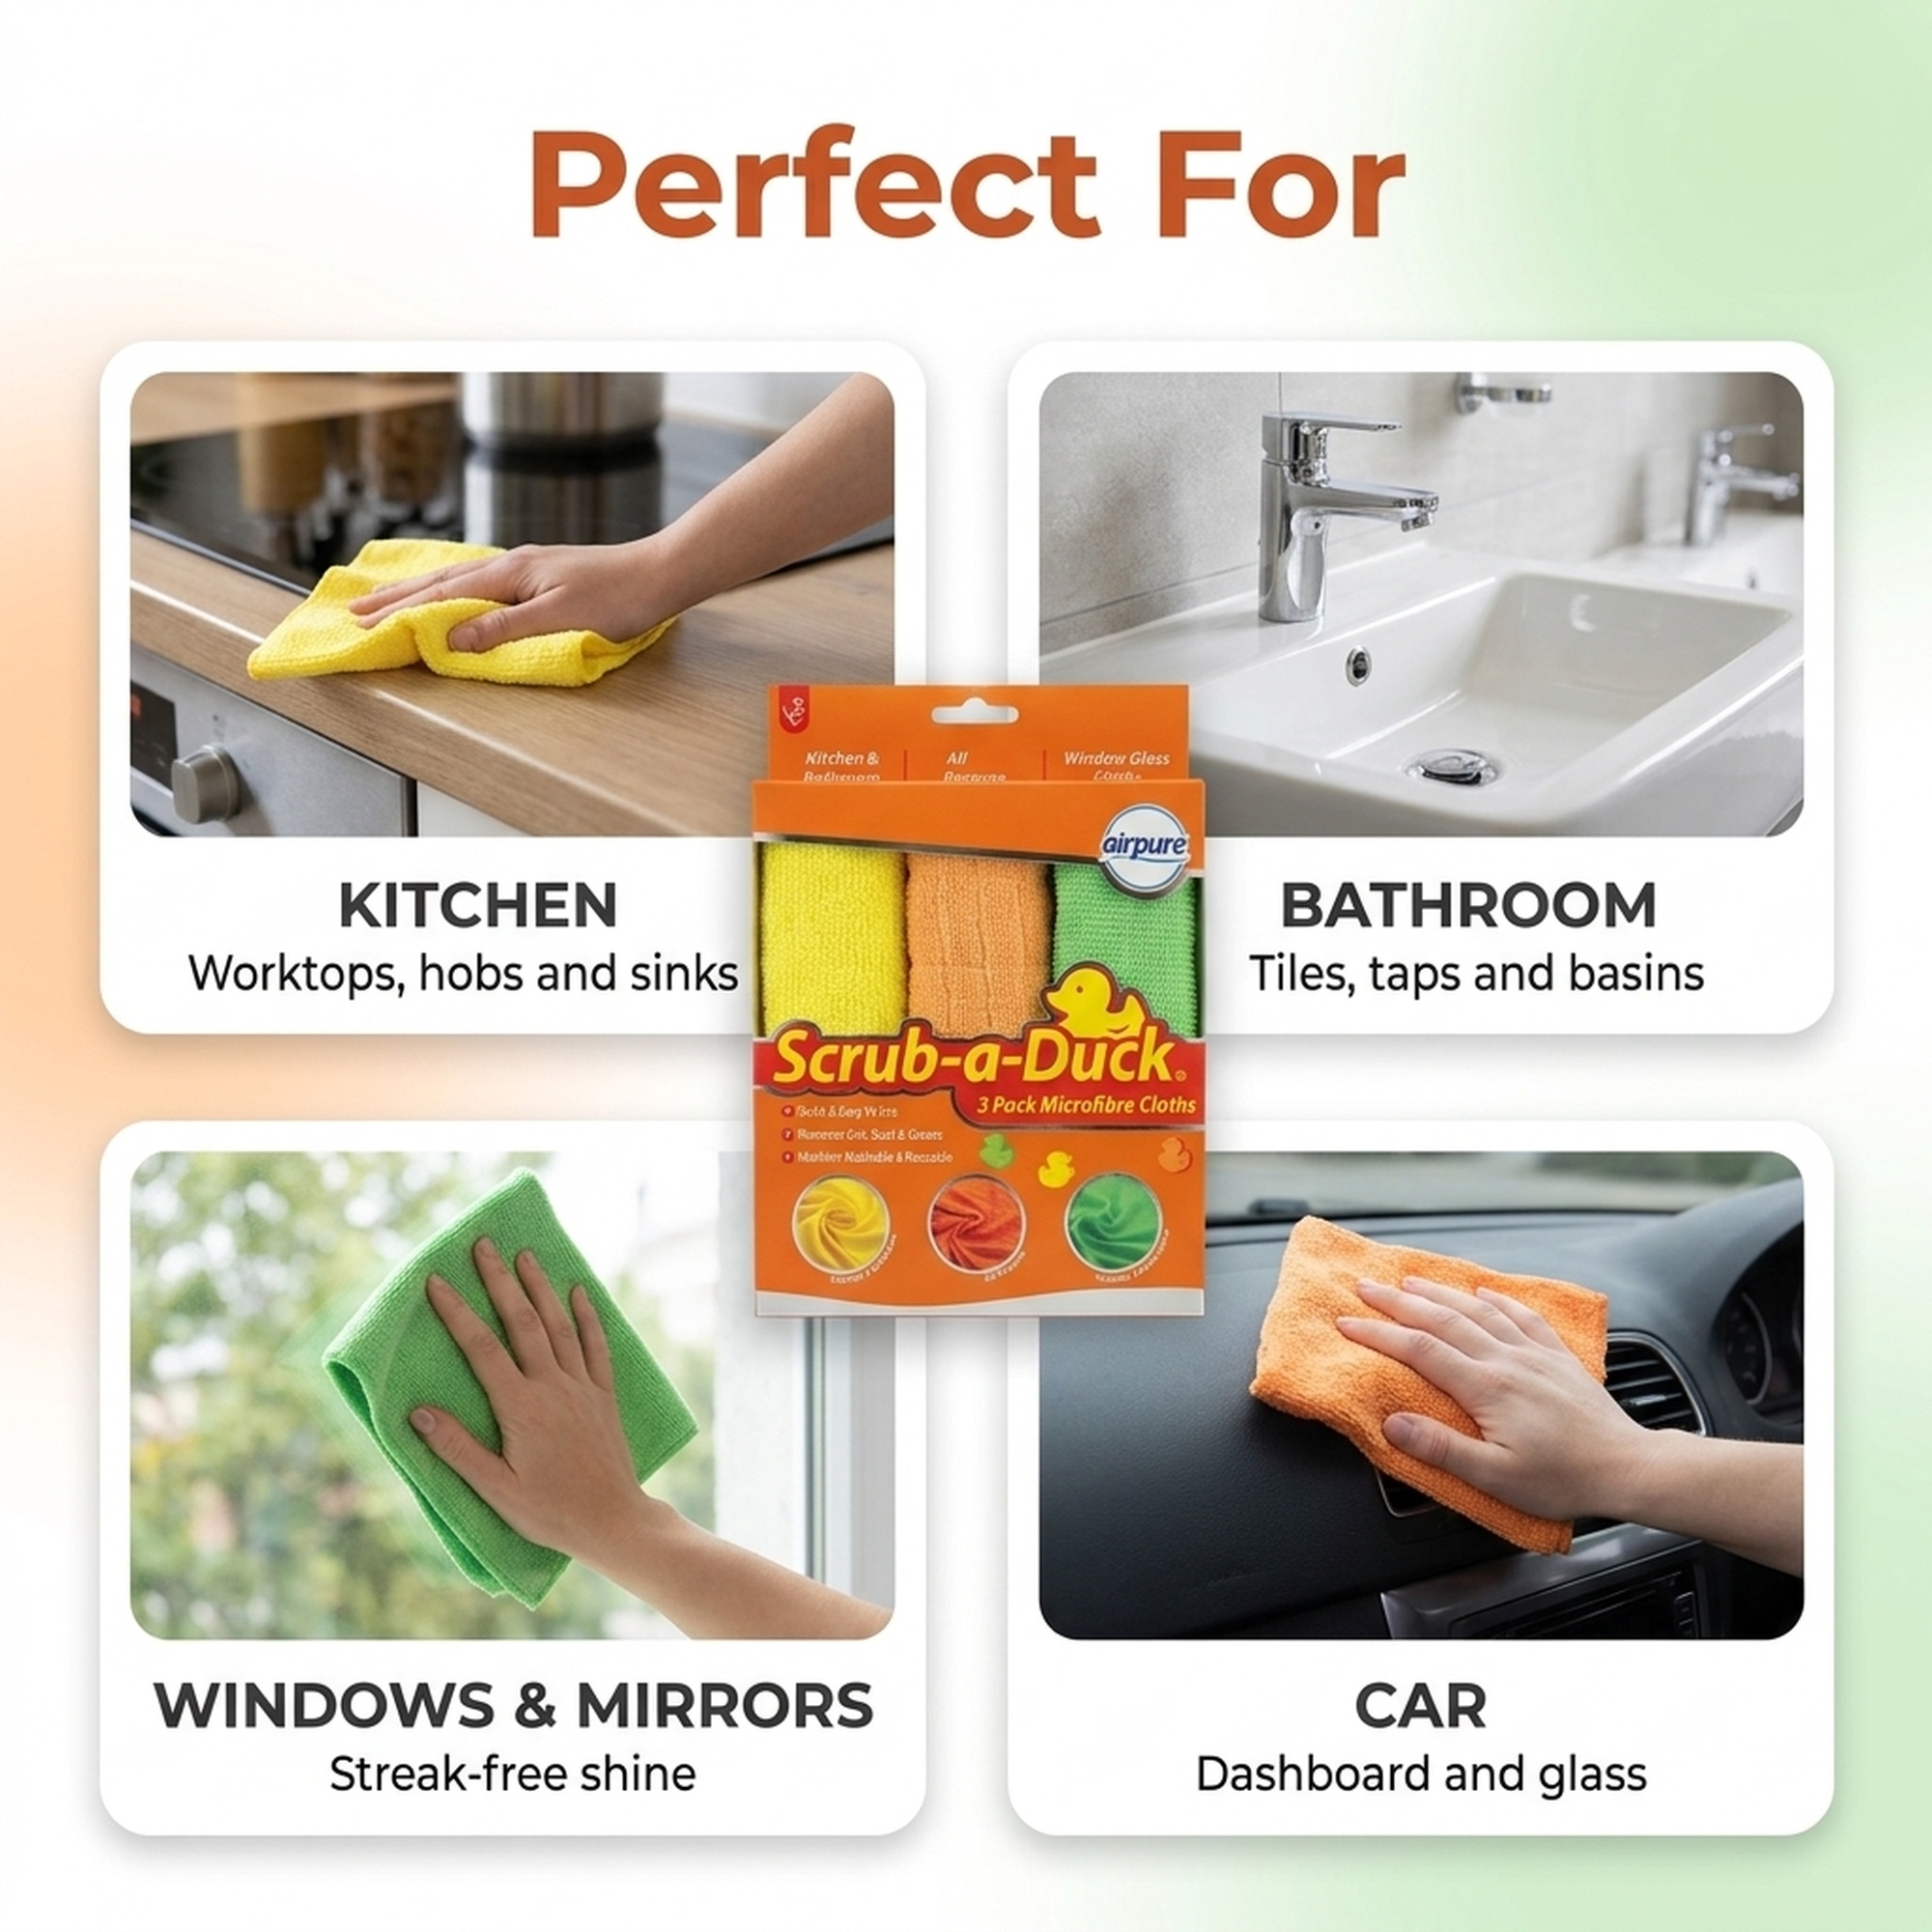 Perfect For
Kitchen &
All
Window
airpure
KITCHEN
Worktops, hobs and sinks
BATHROOM
Tiles, taps and basins
Scrub-a-Duck
3 Pack Microfibre Cloths
WINDOWS & MIRRORS
Streak-free shine
CAR
Dashboard and glass